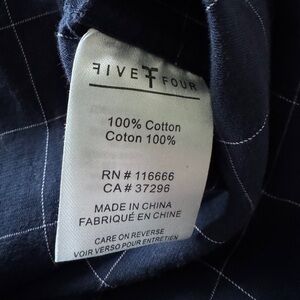 FIVE FOUR
100% Cotton
Coton 100%
RN # 116666
CA # 37296
MADE IN CHINA
FABRIQUÉ EN CHINE
CARE ON REVERSE
VOIR VERSO POUR ENTRETIEN